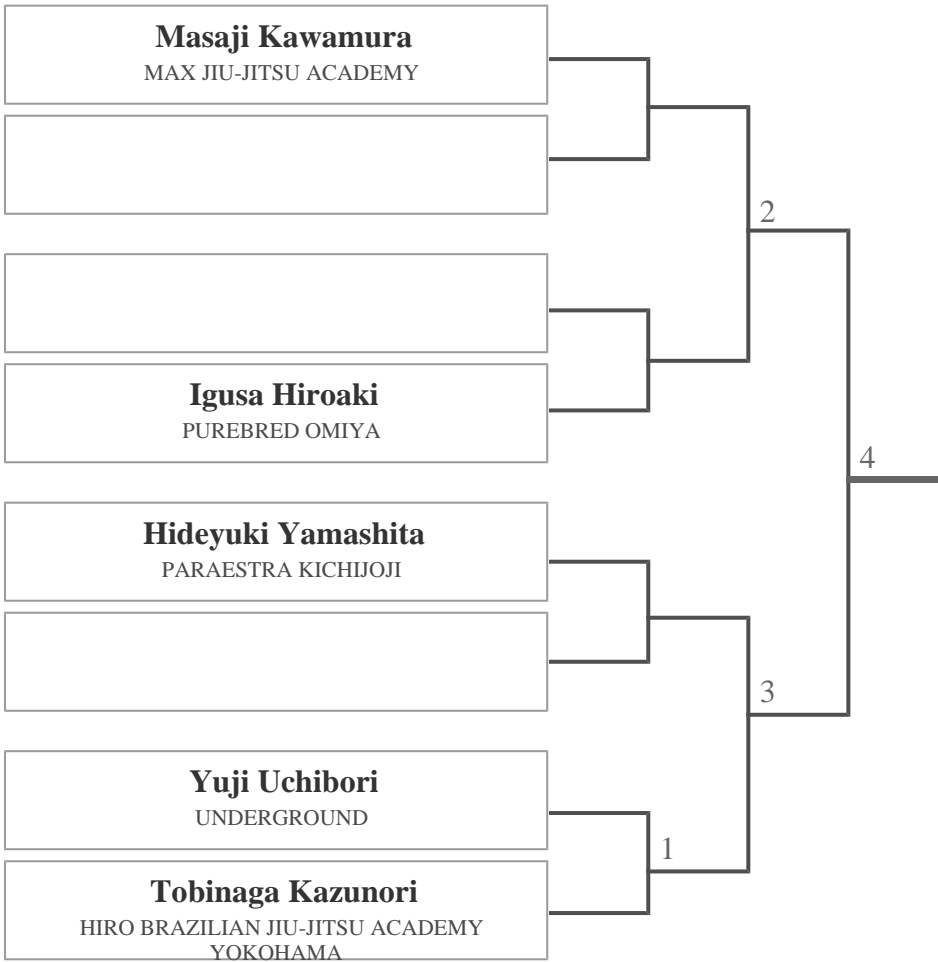 Masaji Kawamura
MAX JIU-JITSU ACADEMY
2
Igusa Hiroaki
PUREBRED OMIYA
4
Hideyuki Yamashita
PARAESTRA KICHIJOJI
3
Yuji Uchibori
UNDERGROUND
1
Tobinaga Kazunori
HIRO BRAZILIAN JIU-JITSU ACADEMY
YOKOHAMA